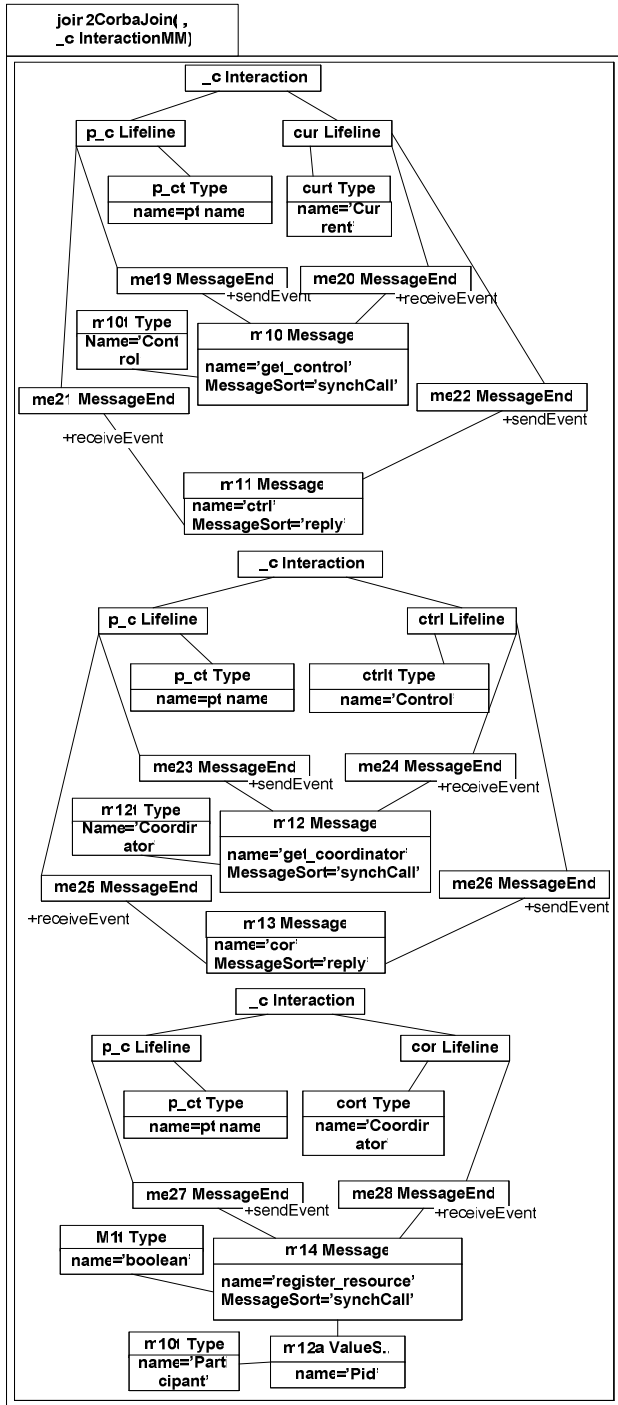 joir2CorbaJoin( ,
_c InteractionMM)
_c Interaction
p_c Lifeline
cur Lifeline
p_ct Type
name=pt name
curt Type
name='Cur
rent'
me19 MessageEnd
+sendEvent
me20 MessageEnd
+receiveEvent
m10t Type
Name='Cont
rol
m10 Message
name='get_control'
MessageSort='synchCall'
me21 MessageEnd
+receiveEvent
me22 MessageEnd
+sendEvent
m11 Message
name='ctrl'
MessageSort='reply'
_c Interaction
p_c Lifeline
ctrl Lifeline
p_ct Type
name=pt name
ctrlt Type
name='Control'
me23 MessageEnd
+sendEvent
me24 MessageEnd
+receiveEvent
m12t Type
Name='Coordir
ator'
m12 Message
name='get_coordinator'
MessageSort='synchCall'
me25 MessageEnd
+receiveEvent
me26 MessageEnd
+sendEvent
m13 Message
name='cor'
MessageSort='reply'
_c Interaction
p_c Lifeline
cor Lifeline
p_ct Type
name=pt name
cort Type
name='Coordir
ator'
me27 MessageEnd
+sendEvent
me28 MessageEnd
+receiveEvent
M1t Type
name='boolean'
m14 Message
name='register_resource'
MessageSort='synchCall'
m10t Type
name='Part
cipant'
m12a ValueS..
name='Pid'